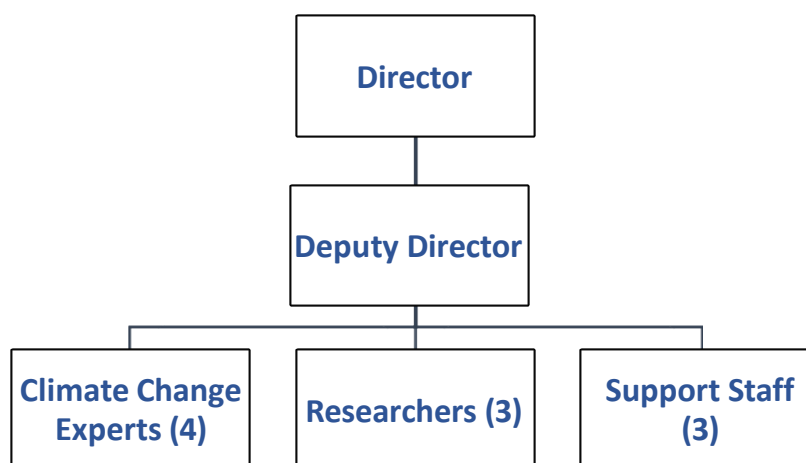 Director
Deputy Director
Climate Change
Experts (4)
Researchers (3)
Support Staff
(3)